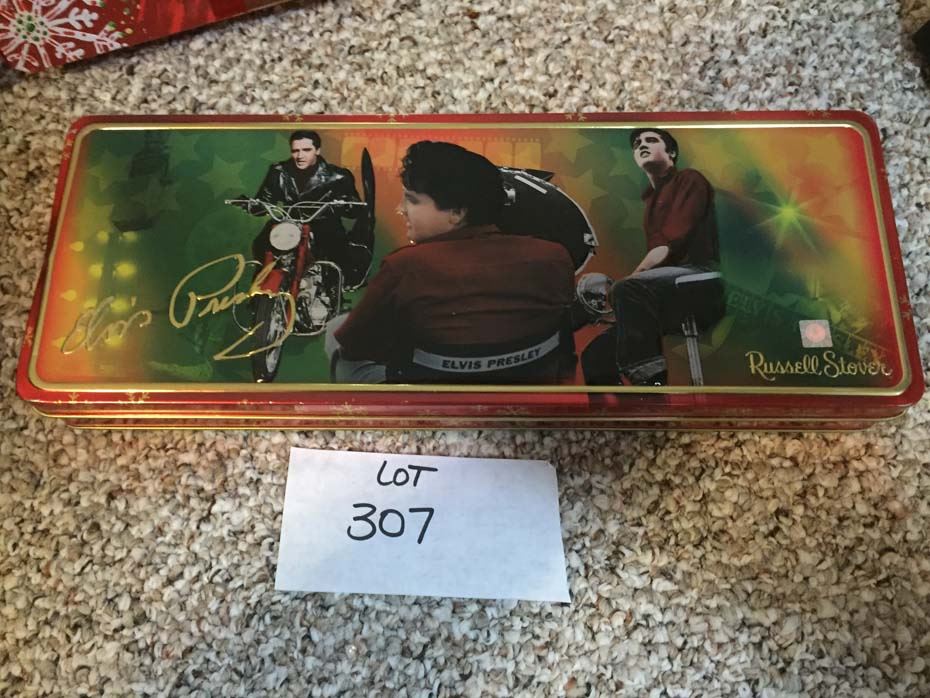 Elvis Presley
ELVIS PRESLEY
Russell Stover
LOT
307